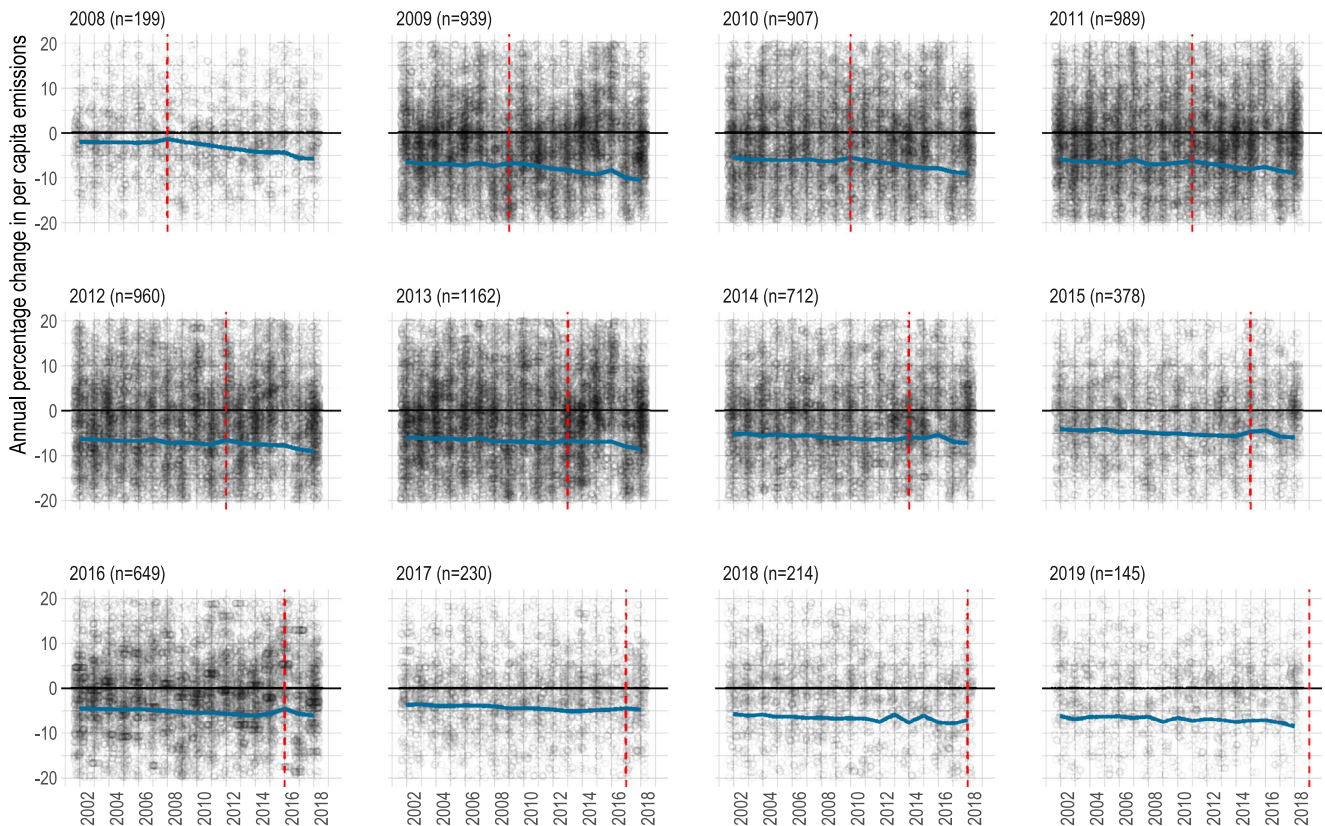 Annual percentage change in per capita emissions
2008 (n=199)
2009 (n=939)
2010 (n=907)
2011 (n=989)
20
10
0
-10
-20
2012 (n=960)
2013 (n=1162)
2014 (n=712)
2015 (n=378)
20
10
0
-10
-20
2016 (n=649)
2017 (n=230)
2018 (n=214)
2019 (n=145)
20
10
0
-10
-20
2002 2004 2006 2008 2010 2012 2014 2016 2018
2002 2004 2006 2008 2010 2012 2014 2016 2018
2002 2004 2006 2008 2010 2012 2014 2016 2018
2002 2004 2006 2008 2010 2012 2014 2016 2018